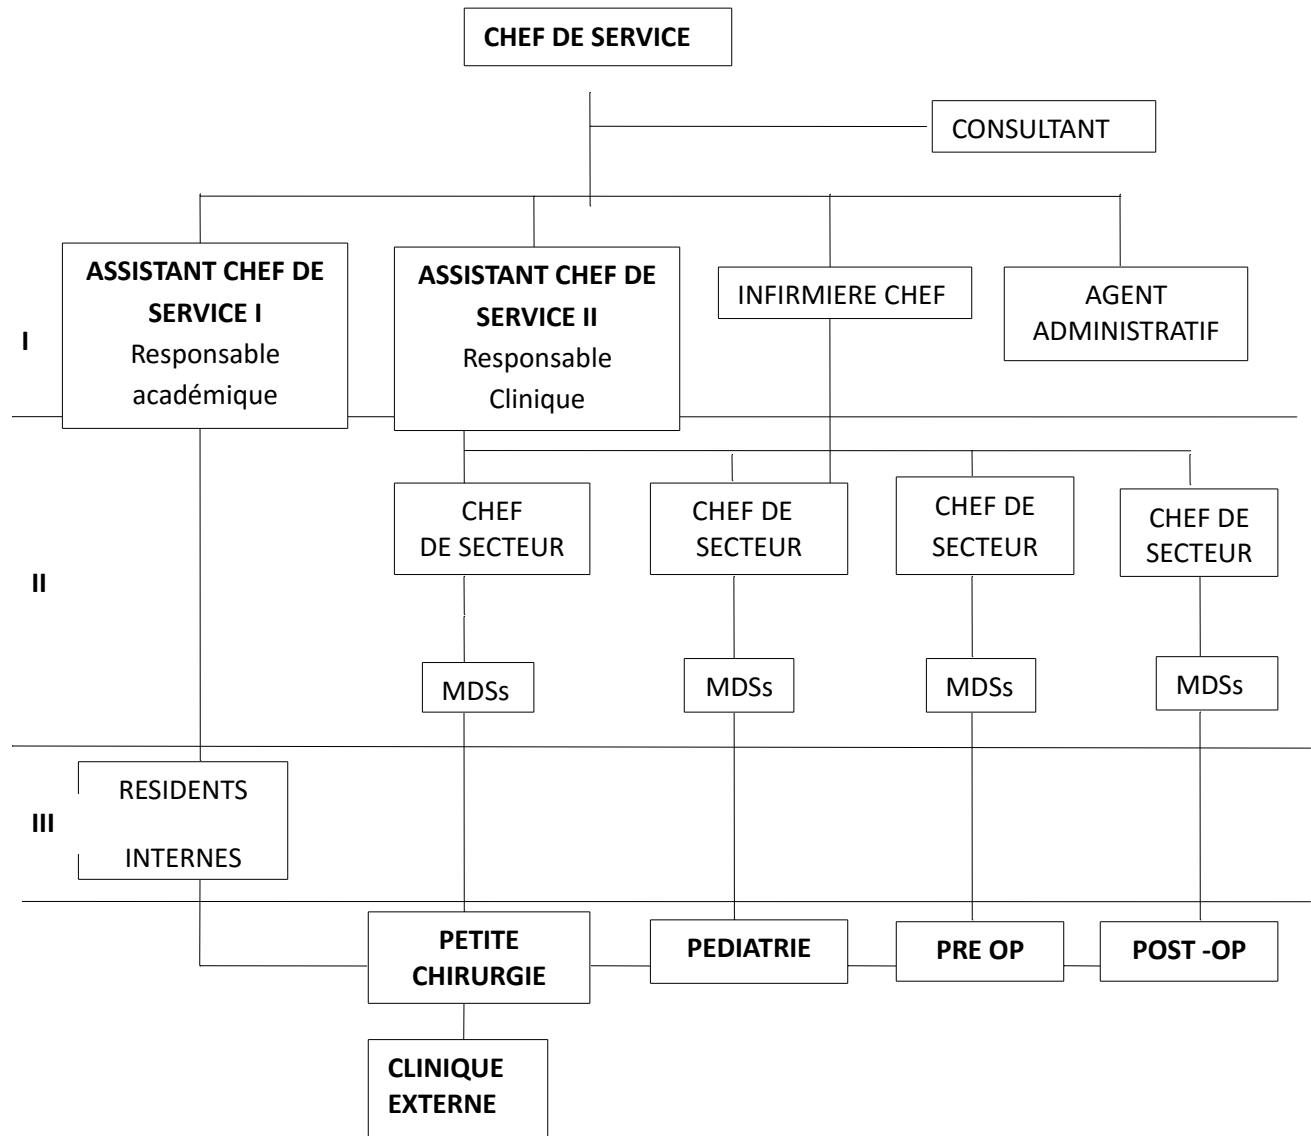 CHEF DE SERVICE
CONSULTANT
ASSISTANT CHEF DE
SERVICE I
Responsable
académique
ASSISTANT CHEF DE
SERVICE II
Responsable
Clinique
INFIRMIERE CHEF
AGENT
ADMINISTRATIF
I
CHEF
DE SECTEUR
CHEF DE
SECTEUR
CHEF DE
SECTEUR
CHEF DE
SECTEUR
II
MDSs
MDSs
MDSs
MDSs
RESIDENTS
III
INTERNES
PETITE
CHIRURGIE
PEDIATRIE
PRE OP
POST -OP
CLINIQUE
EXTERNE